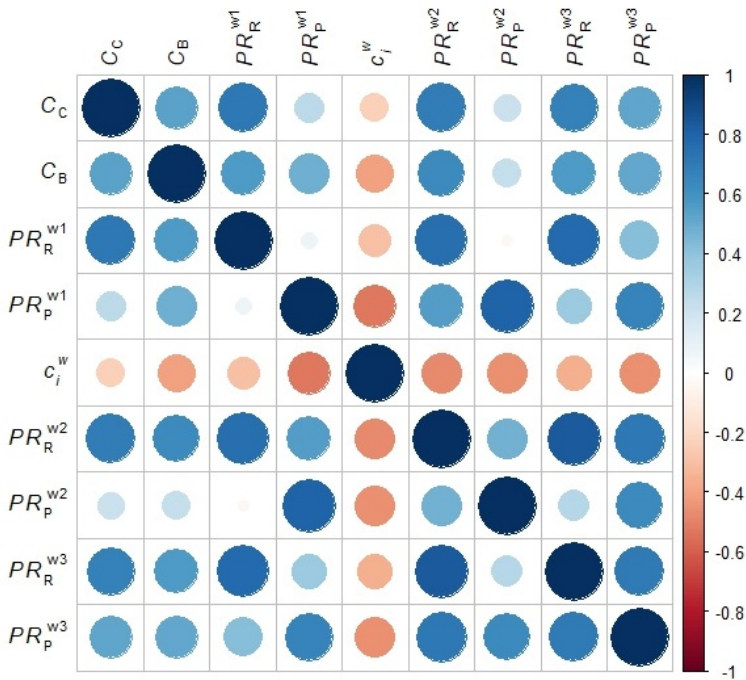 C_C C_B PR_R^w1 PR_P^w1 c_i^w PR_R^w2 PR_P^w2 PR_R^w3 PR_P^w3
C_C
C_B
PR_R^w1
PR_P^w1
c_i^w
PR_R^w2
PR_P^w2
PR_R^w3
PR_P^w3
1
0.8
0.6
0.4
0.2
0
-0.2
-0.4
-0.6
-0.8
-1